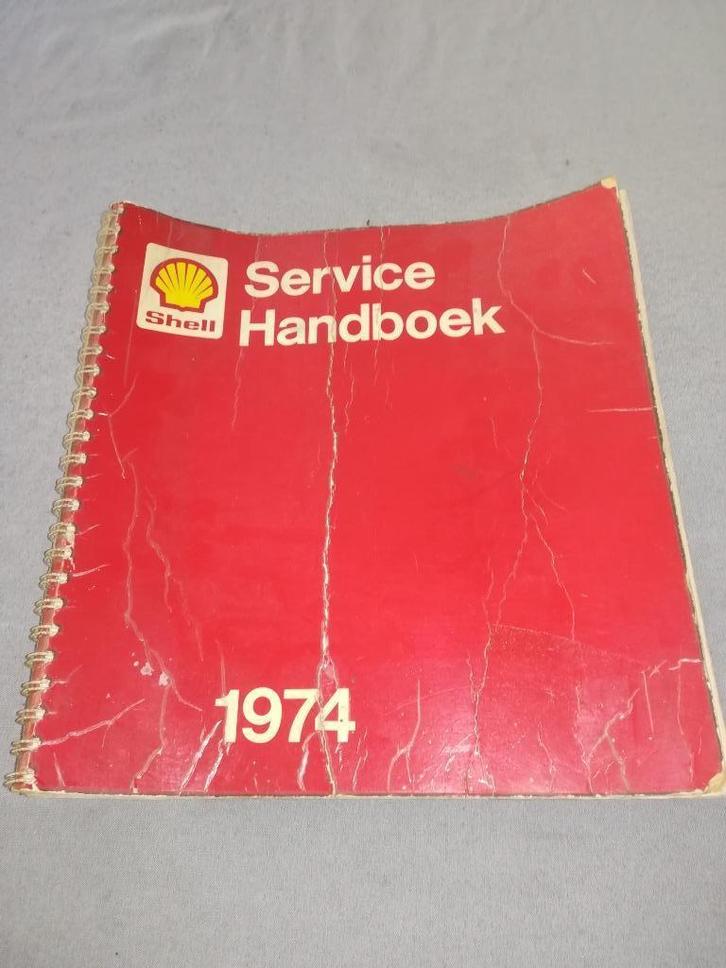 Shell
Service
Handboek
1974